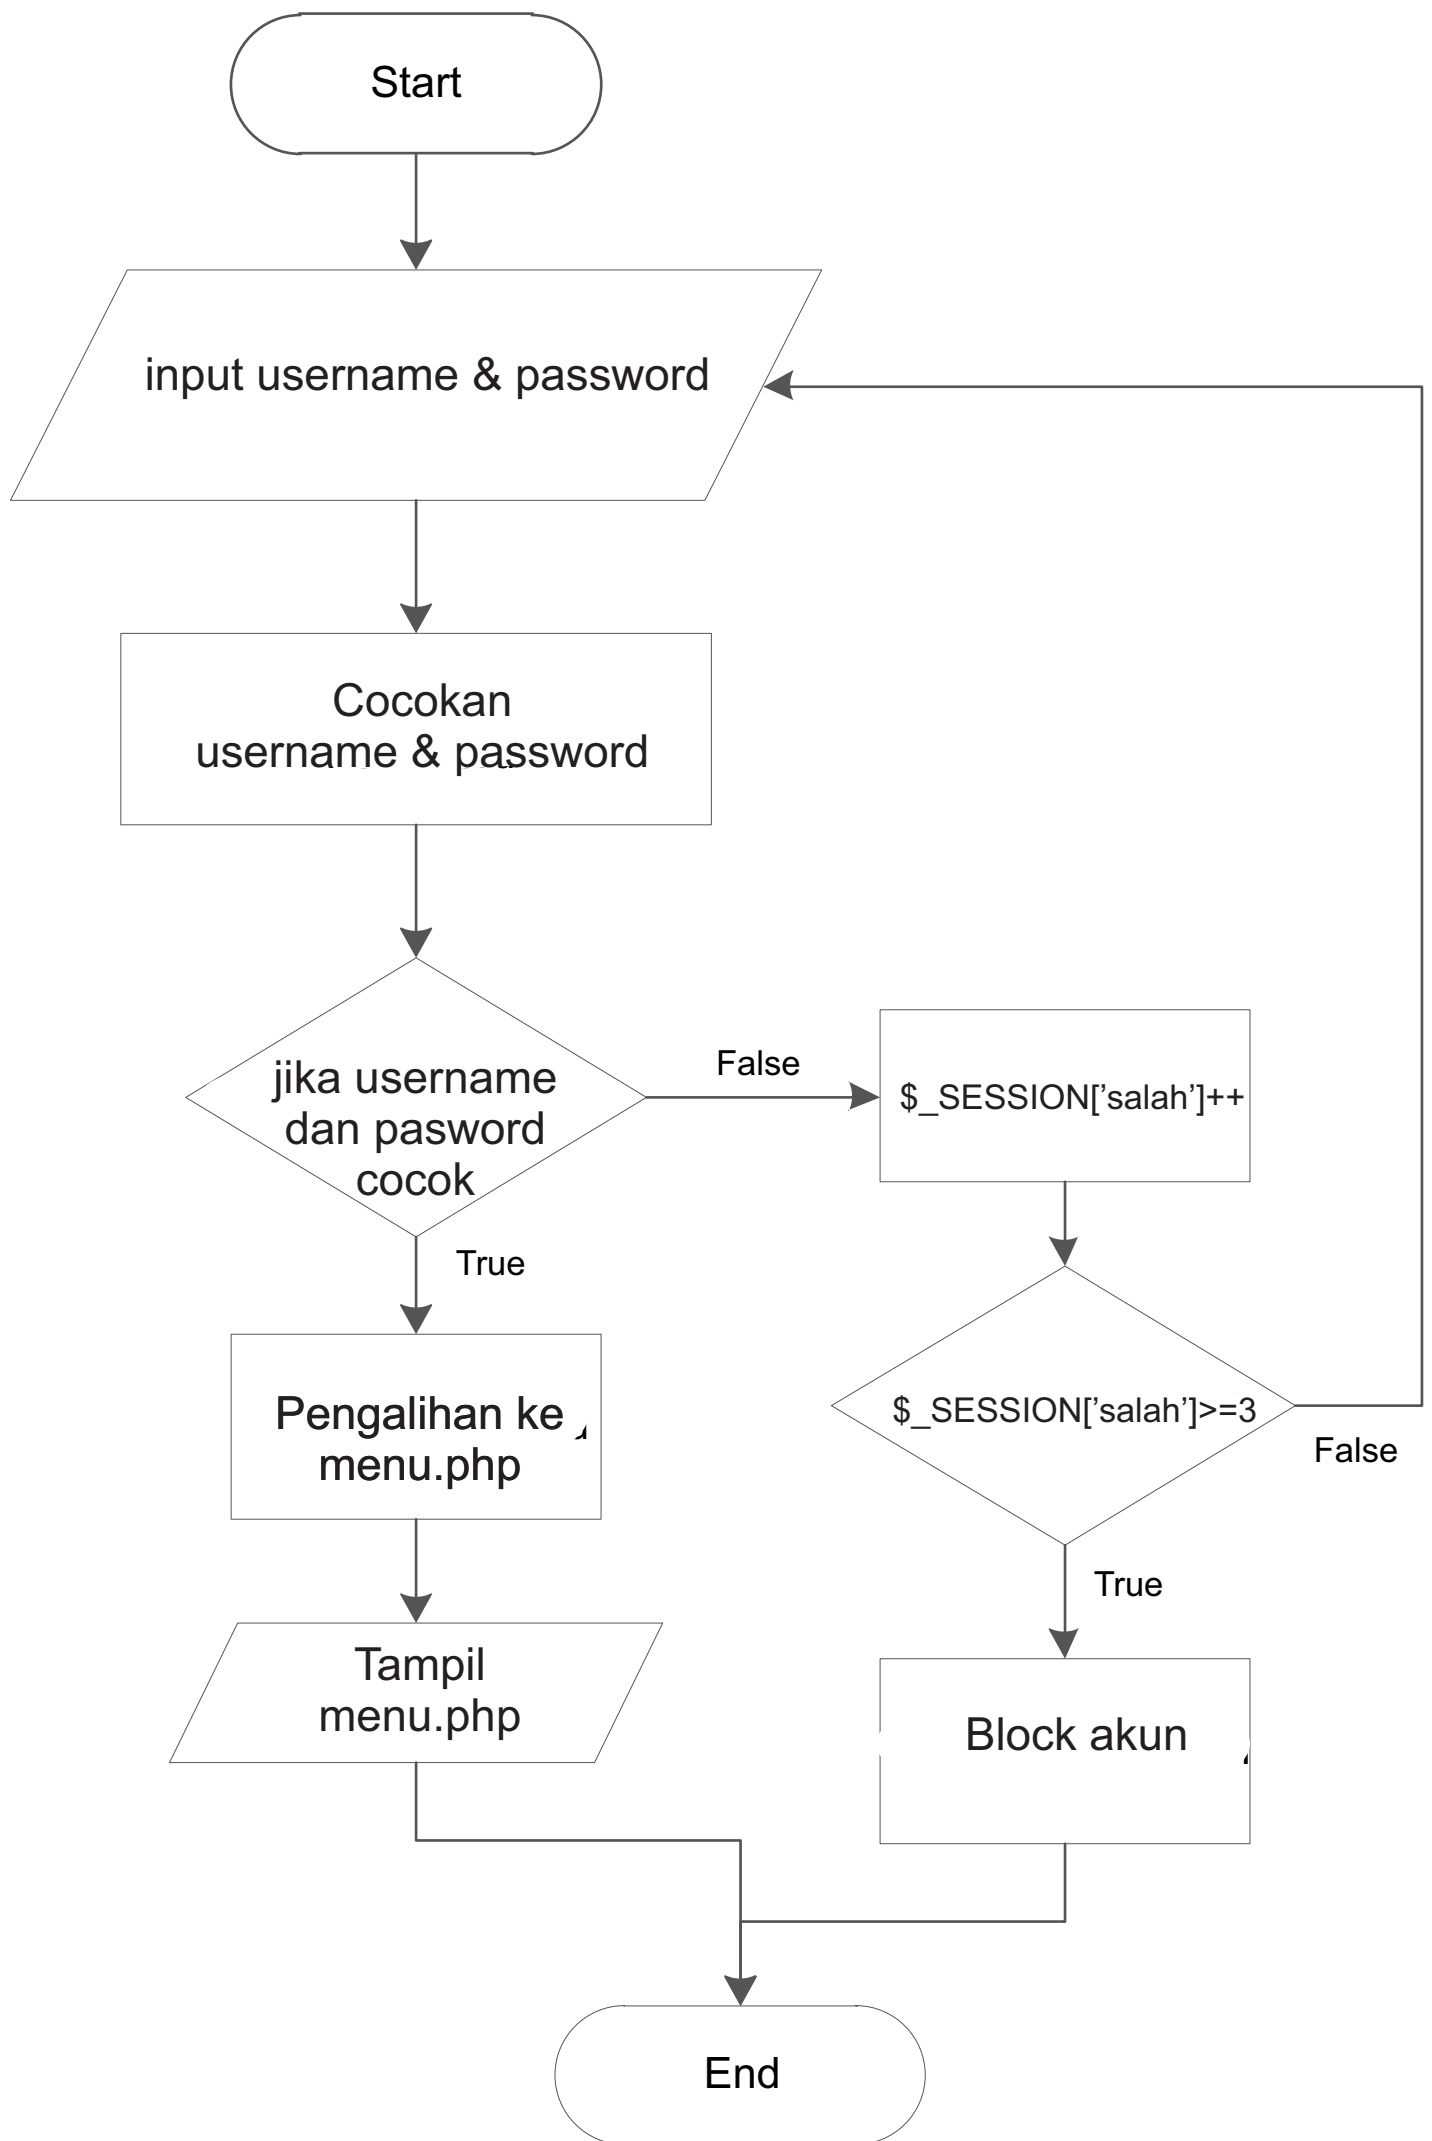 Start
input username & password
Cocokan
username & password
jika username
dan pasword
cocok
False
$_SESSION['salah']++
True
Pengalihan ke
menu.php
$_SESSION['salah']>=3
False
True
Tampil
menu.php
Block akun
End